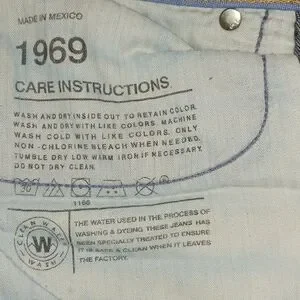 MADE IN MEXICO
1969
CARE INSTRUCTIONS
WASH AND DRY INSIDE OUT TO RETAIN COLOR.
WASH AND DRY WITH LIKE COLORS. MACHINE
WASH COLD WITH LIKE COLORS. ONLY
NON-CHLORINE BLEACH WHEN NEEDED.
TUMBLE DRY LOW WARM IRON IF NECESSARY.
DO NOT DRY CLEAN.
30
1166
CLEAN WATER
W
WASH
THE WATER USED IN THE PROCESS OF
WASHING & DYEING THESE JEANS HAS
BEEN SPECIALLY TREATED TO ENSURE
IT IS SAFE & CLEAN WHEN IT LEAVES
THE FACTORY.